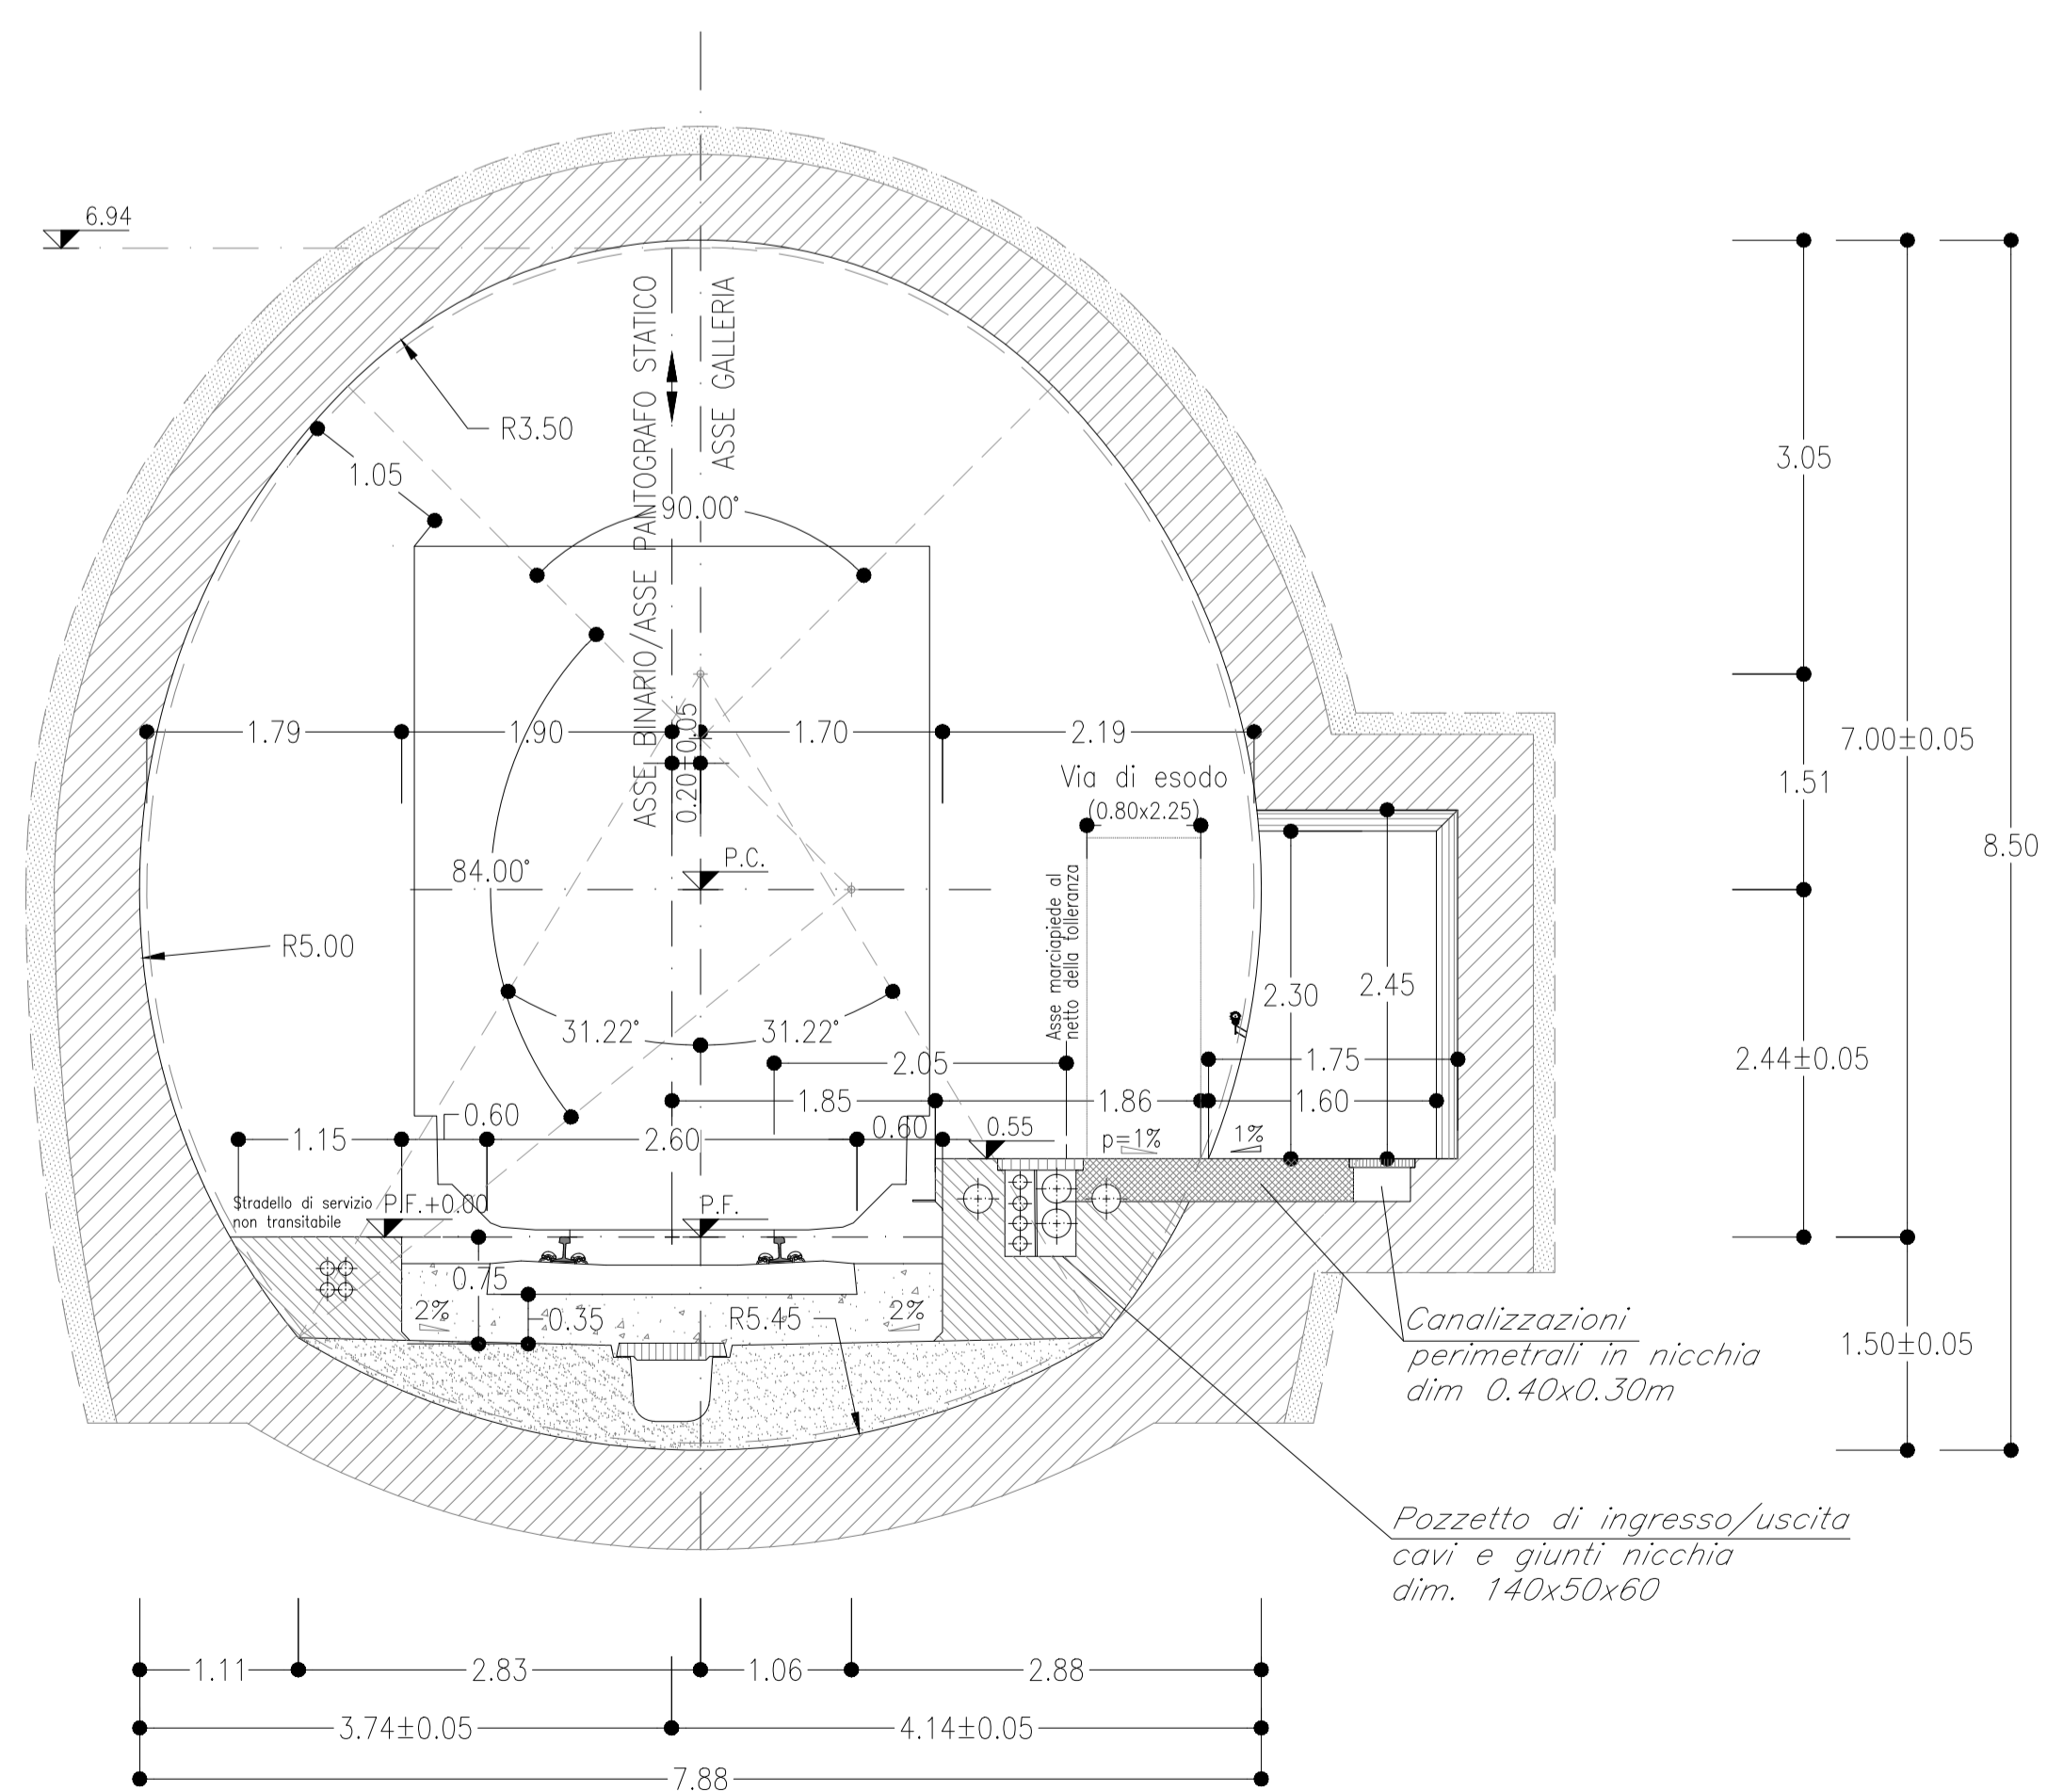 6.94
ASSE BINARIO/ASSE PANTOGRAFO STATICO
ASSE GALLERIA
R3.50
1.05
90.00°
3.05
7.00±0.05
1.51
8.50
2.44±0.05
1.50±0.05
1.79
1.90
0.20±0.05
1.70
2.19
Via di esodo
(0.80x2.25)
P.C.
84.00°
Asse marciapiede al
netto della tolleranza
R5.00
2.30
2.45
31.22°
31.22°
2.05
1.75
1.85
1.86
1.60
0.60
1.15
2.60
0.60
0.55
p=1%
1%
Stradello di servizio
non transitabile
P.F.+0.00
P.F.
0.75
2%
0.35
R5.45
2%
Canalizzazioni
perimetrali in nicchia
dim 0.40x0.30m
Pozzetto di ingresso/uscita
cavi e giunti nicchia
dim. 140x50x60
1.11
2.83
1.06
2.88
3.74±0.05
4.14±0.05
7.88